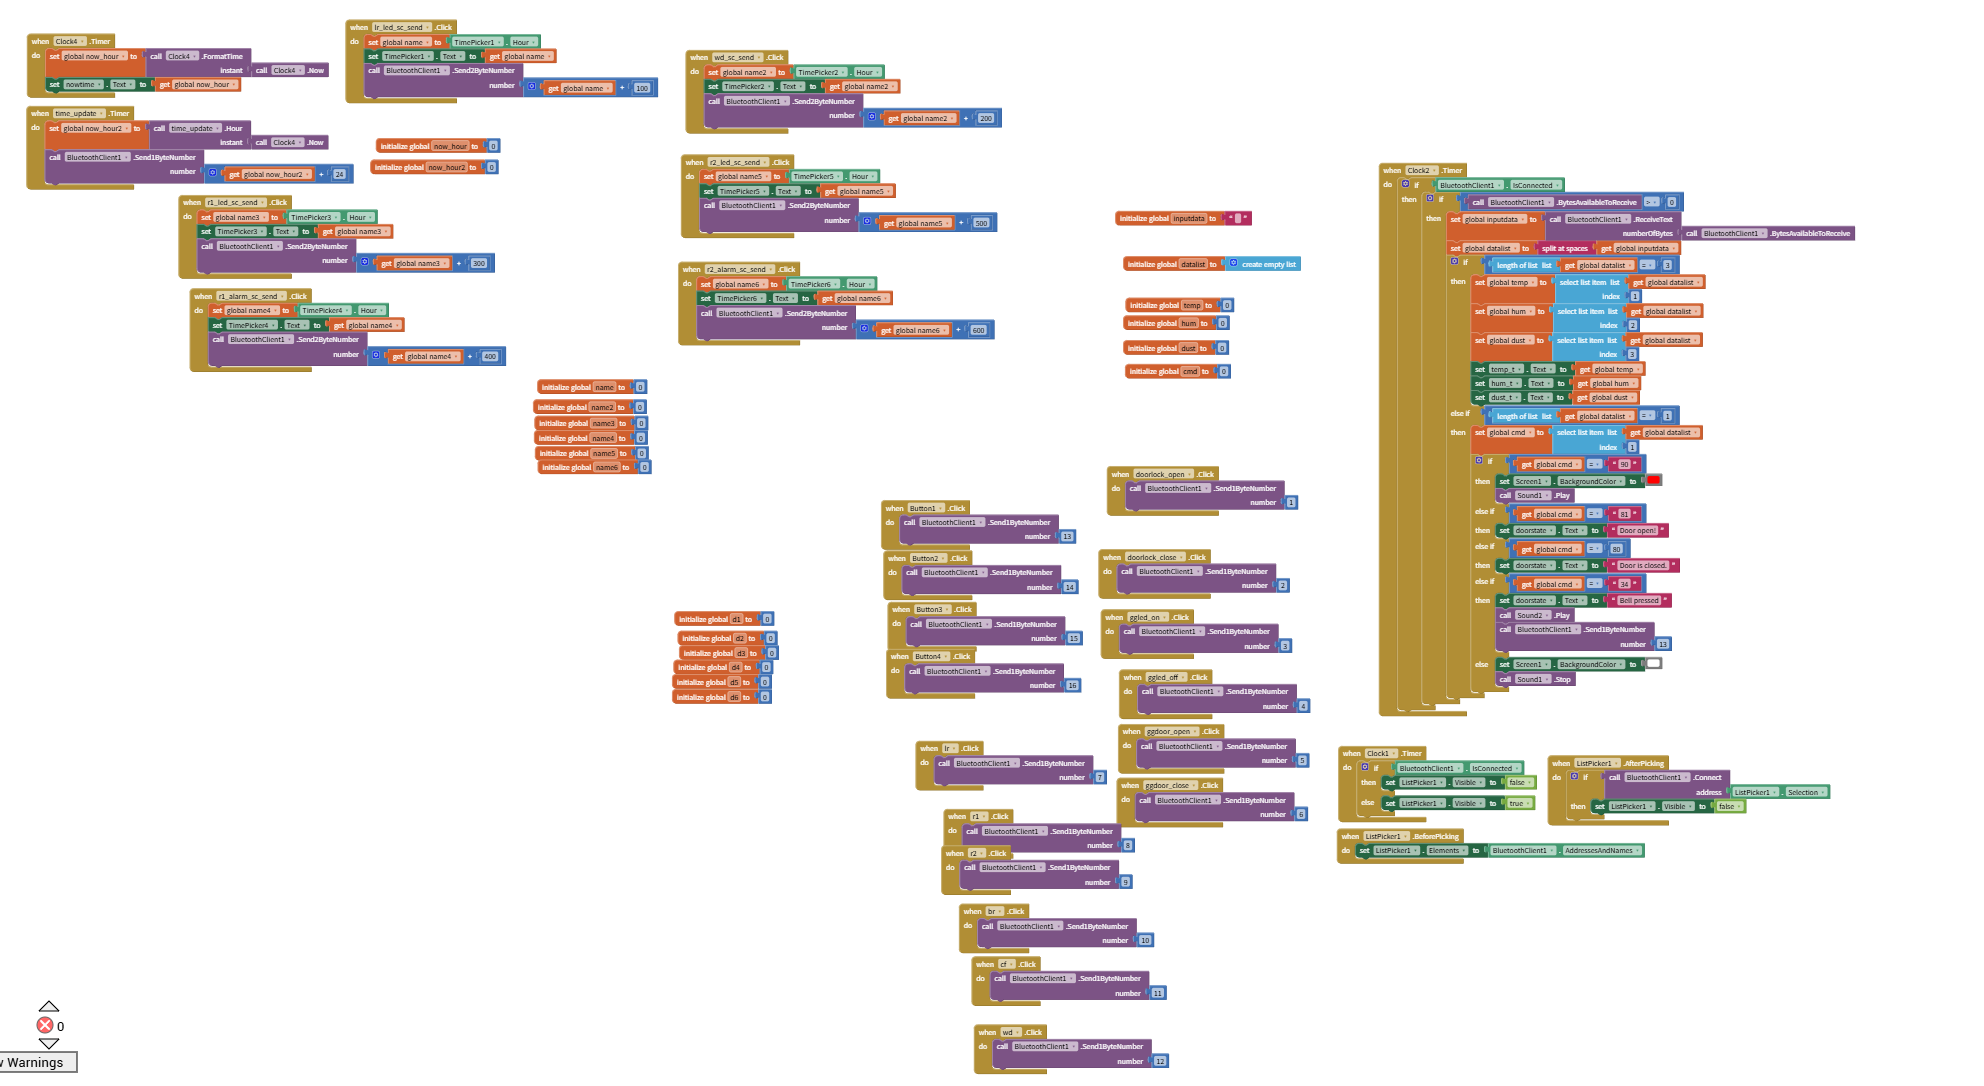 when Clock4 .Timer
do set global now_hour to call Clock4 .FormatTime
instant call Clock4 .Now
set nowtime . Text to get global now_hour
when time_update .Timer
do set global now_hour2 to call time_update .Hour
instant call Clock4 .Now
call BluetoothClient1 .Send1ByteNumber
number get global now_hour2 + 24
when lr_led_sc_send .Click
do set global name to TimePicker1 . Hour
set TimePicker1 . Text to get global name
call BluetoothClient1 .Send2ByteNumber
number get global name + 100
initialize global now_hour to 0
initialize global now_hour2 to 0
when r1_led_sc_send .Click
do set global name3 to TimePicker3 . Hour
set TimePicker3 . Text to get global name3
call BluetoothClient1 .Send2ByteNumber
number get global name3 + 300
when r1_alarm_sc_send .Click
do set global name4 to TimePicker4 . Hour
set TimePicker4 . Text to get global name4
call BluetoothClient1 .Send2ByteNumber
number get global name4 + 400
when wd_sc_send .Click
do set global name2 to TimePicker2 . Hour
set TimePicker2 . Text to get global name2
call BluetoothClient1 .Send2ByteNumber
number get global name2 + 200
when r2_led_sc_send .Click
do set global name5 to TimePicker5 . Hour
set TimePicker5 . Text to get global name5
call BluetoothClient1 .Send2ByteNumber
number get global name5 + 500
when r2_alarm_sc_send .Click
do set global name6 to TimePicker6 . Hour
set TimePicker6 . Text to get global name6
call BluetoothClient1 .Send2ByteNumber
number get global name6 + 600
initialize global name to 0
initialize global name2 to 0
initialize global name3 to 0
initialize global name4 to 0
initialize global name5 to 0
initialize global name6 to 0
initialize global d1 to 0
initialize global d2 to 0
initialize global d3 to 0
initialize global d4 to 0
initialize global d5 to 0
initialize global d6 to 0
initialize global inputdata to " "
initialize global datalist to create empty list
initialize global temp to 0
initialize global hum to 0
initialize global dust to 0
initialize global cmd to 0
when Button1 .Click
do call BluetoothClient1 .Send1ByteNumber
number 13
when Button2 .Click
do call BluetoothClient1 .Send1ByteNumber
number 14
when Button3 .Click
do call BluetoothClient1 .Send1ByteNumber
number 15
when Button4 .Click
do call BluetoothClient1 .Send1ByteNumber
number 16
when doorlock_open .Click
do call BluetoothClient1 .Send1ByteNumber
number 1
when doorlock_close .Click
do call BluetoothClient1 .Send1ByteNumber
number 2
when ggled_on .Click
do call BluetoothClient1 .Send1ByteNumber
number 3
when ggled_off .Click
do call BluetoothClient1 .Send1ByteNumber
number 4
when ggdoor_open .Click
do call BluetoothClient1 .Send1ByteNumber
number 5
when ggdoor_close .Click
do call BluetoothClient1 .Send1ByteNumber
number 6
when lr .Click
do call BluetoothClient1 .Send1ByteNumber
number 7
when r1 .Click
do call BluetoothClient1 .Send1ByteNumber
number 8
when r2 .Click
do call BluetoothClient1 .Send1ByteNumber
number 9
when br .Click
do call BluetoothClient1 .Send1ByteNumber
number 10
when cf .Click
do call BluetoothClient1 .Send1ByteNumber
number 11
when wd .Click
do call BluetoothClient1 .Send1ByteNumber
number 12
when Clock2 .Timer
do if BluetoothClient1 . IsConnected
then if call BluetoothClient1 .BytesAvailableToReceive > 0
then set global inputdata to call BluetoothClient1 .ReceiveText
numberOfBytes call BluetoothClient1 .BytesAvailableToReceive
set global datalist to split at spaces get global inputdata
if length of list list get global datalist = 3
then set global temp to select list item list get global datalist
index 1
set global hum to select list item list get global datalist
index 2
set global dust to select list item list get global datalist
index 3
set temp_t . Text to get global temp
set hum_t . Text to get global hum
set dust_t . Text to get global dust
else if length of list list get global datalist = 1
then set global cmd to select list item list get global datalist
index 1
if get global cmd = " 90 "
then set Screen1 . BackgroundColor to
call Sound1 .Play
else if get global cmd = " 81 "
then set doorstate . Text to " Door open! "
else if get global cmd = 80
then set doorstate . Text to " Door is closed. "
else if get global cmd = " 34 "
then set doorstate . Text to " Bell pressed "
call Sound2 .Play
call BluetoothClient1 .Send1ByteNumber
number 13
else set Screen1 . BackgroundColor to
call Sound1 .Stop
when Clock1 .Timer
do if BluetoothClient1 . IsConnected
then set ListPicker1 . Visible to false
else set ListPicker1 . Visible to true
when ListPicker1 .AfterPicking
do if call BluetoothClient1 .Connect
address ListPicker1 . Selection
then set ListPicker1 . Visible to false
when ListPicker1 .BeforePicking
do set ListPicker1 . Elements to BluetoothClient1 . AddressesAndNames
0
w Warnings